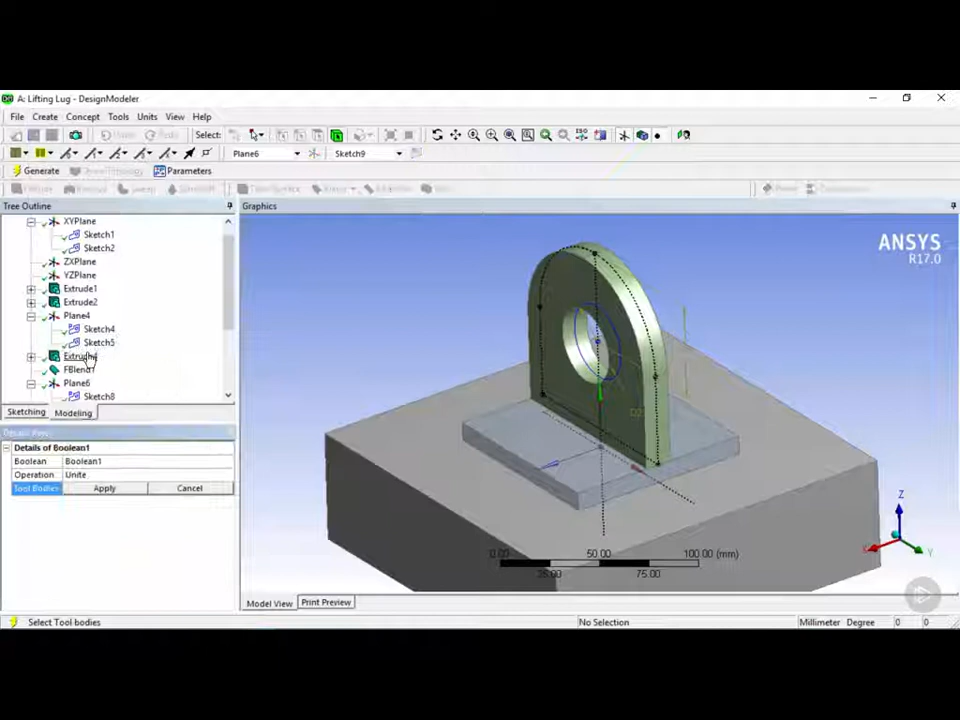 A: Lifting Lug - DesignModeler
File Create Concept Tools Units View Help
Select:
Plane6 Sketch9
Generate Parameters
Tree Outline
Graphics
XYPlane
Sketch1
Sketch2
ZXPlane
YZPlane
Extrude1
Extrude2
Plane4
Sketch4
Sketch5
FBlend1
Plane6
Sketch8
Sketching Modeling
Details View
Details of Boolean1
Boolean Boolean1
Operation Unite
Tool Bodies Apply Cancel
ANSYS
R17.0
Z
X
Y
0.00 50.00 100.00 (mm)
25.00 75.00
Model View Print Preview
Select Tool bodies No Selection Millimeter Degree 0 0